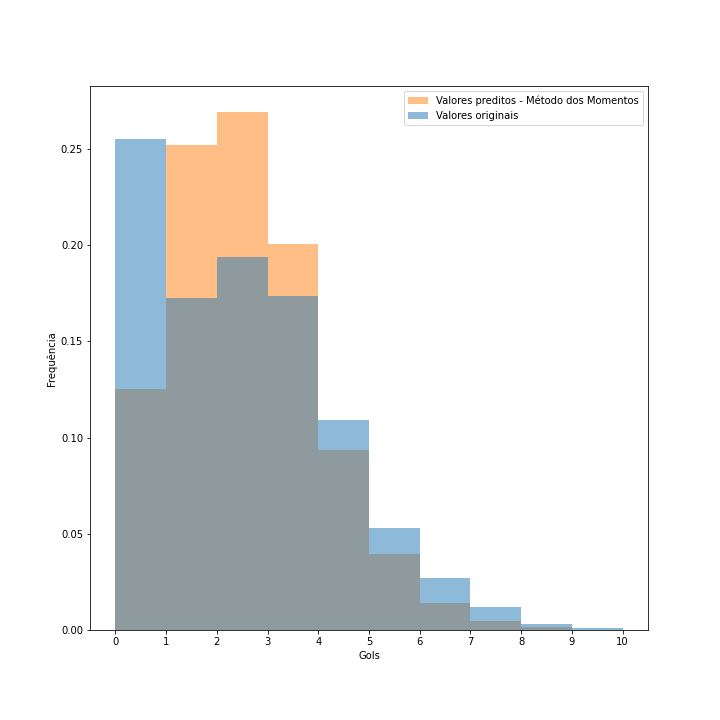 Valores preditos - Método dos Momentos
Valores originais
0.25
0.20
0.15
0.10
0.05
0.00
Frequência
0 1 2 3 4 5 6 7 8 9 10
Gols